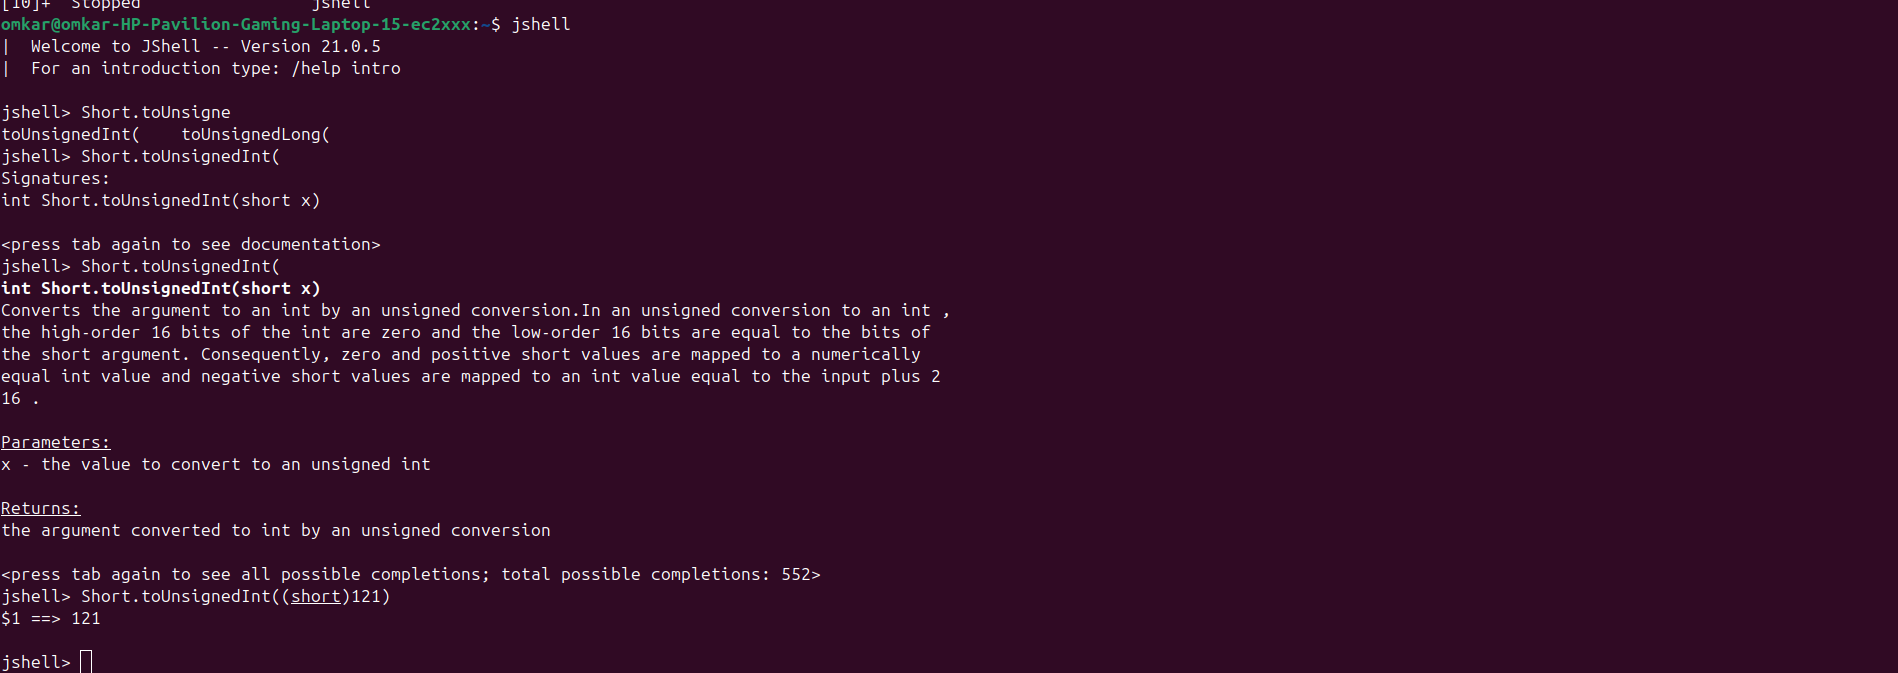 [10]+  Stopped                 jshell
omkar@omkar-HP-Pavilion-Gaming-Laptop-15-ec2xxx:~$ jshell
|  Welcome to JShell -- Version 21.0.5
|  For an introduction type: /help intro
jshell> Short.toUnsigne
toUnsignedInt(    toUnsignedLong(
jshell> Short.toUnsignedInt(
Signatures:
int Short.toUnsignedInt(short x)
<press tab again to see documentation>
jshell> Short.toUnsignedInt(
int Short.toUnsignedInt(short x)
Converts the argument to an int by an unsigned conversion.In an unsigned conversion to an int ,
the high-order 16 bits of the int are zero and the low-order 16 bits are equal to the bits of
the short argument. Consequently, zero and positive short values are mapped to a numerically
equal int value and negative short values are mapped to an int value equal to the input plus 2
16 .
Parameters:
x - the value to convert to an unsigned int
Returns:
the argument converted to int by an unsigned conversion
<press tab again to see all possible completions; total possible completions: 552>
jshell> Short.toUnsignedInt((short)121)
$1 ==> 121
jshell>